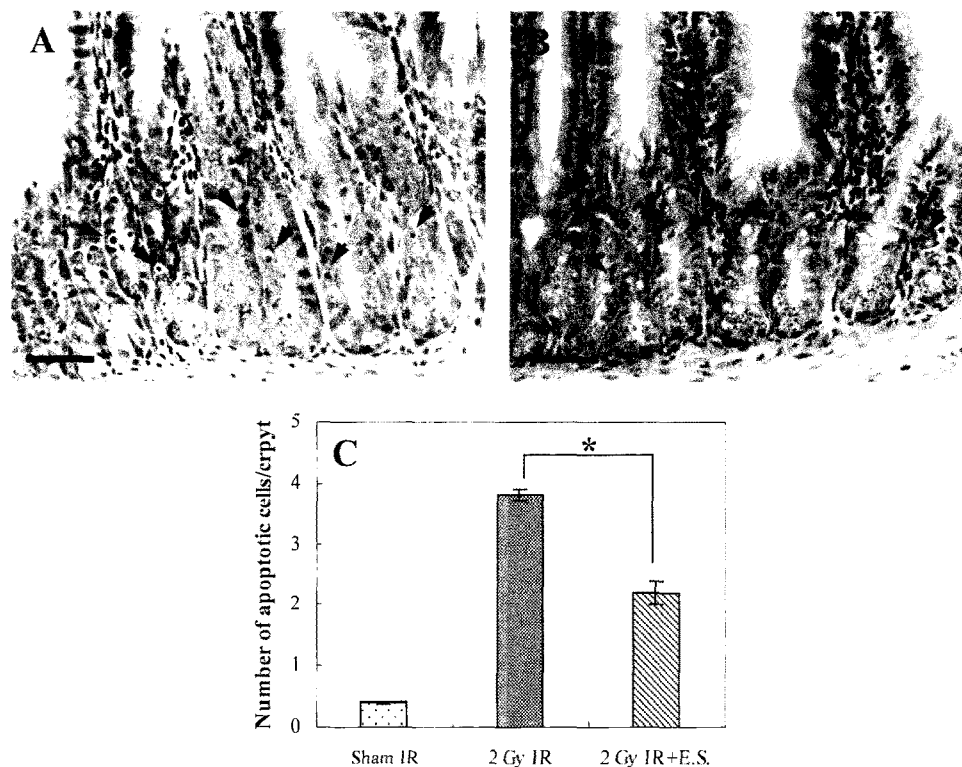 A
B
5
C
*
4
3
2
1
0
Number of apoptotic cells/crpyt
Sham IR
2 Gy IR
2 Gy IR+E.S.